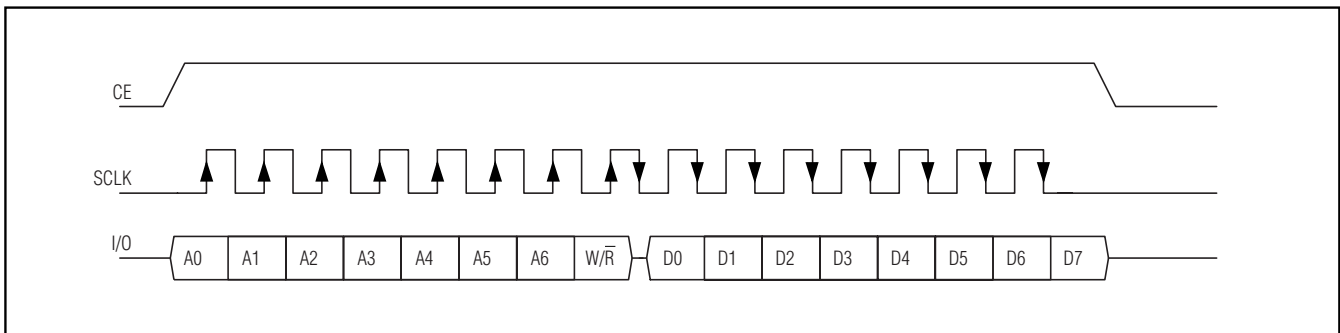 CE
SCLK
I/O A0 A1 A2 A3 A4 A5 A6 W/R̅ D0 D1 D2 D3 D4 D5 D6 D7